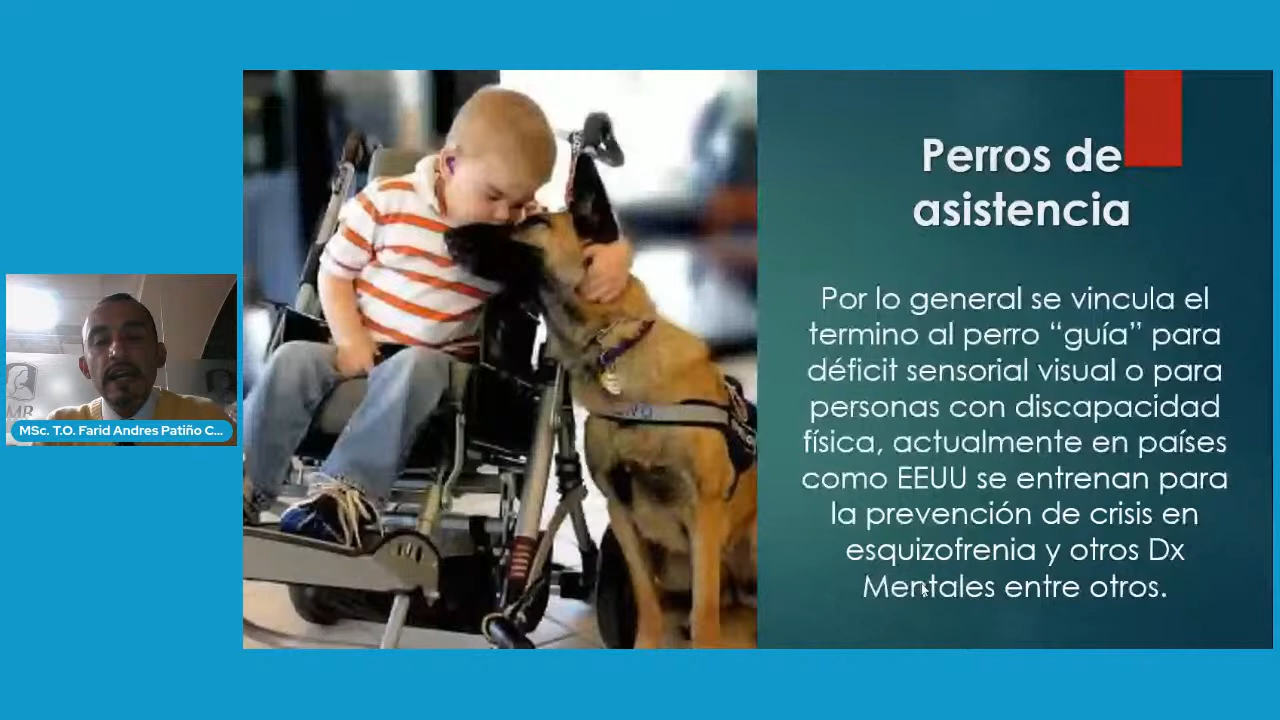 Perros de
asistencia
Por lo general se vincula el
termino al perro “guía” para
déficit sensorial visual o para
personas con discapacidad
física, actualmente en países
como EEUU se entrenan para
la prevención de crisis en
esquizofrenia y otros Dx
Mentales entre otros.
MSc. T.O. Farid Andres Patiño C...